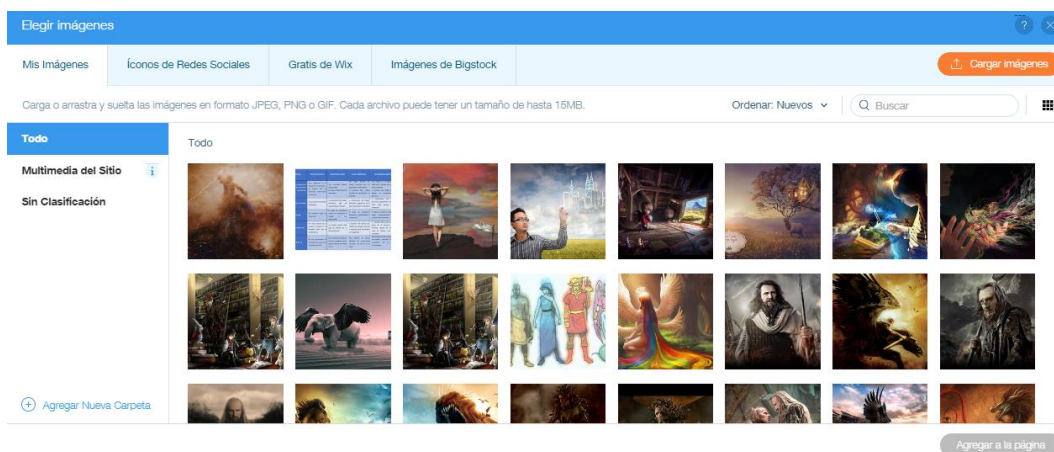 Elegir imágenes
?
Mis Imágenes
Íconos de Redes Sociales
Gratis de Wix
Imágenes de Bigstock
Cargar imágenes
Carga o arrastra y suelta las imágenes en formato JPEG, PNG o GIF. Cada archivo puede tener un tamaño de hasta 15MB.
Ordenar: Nuevos
Buscar
Todo
Todo
Multimedia del Sitio
i
Sin Clasificación
Agregar Nueva Carpeta
Agregar a la página